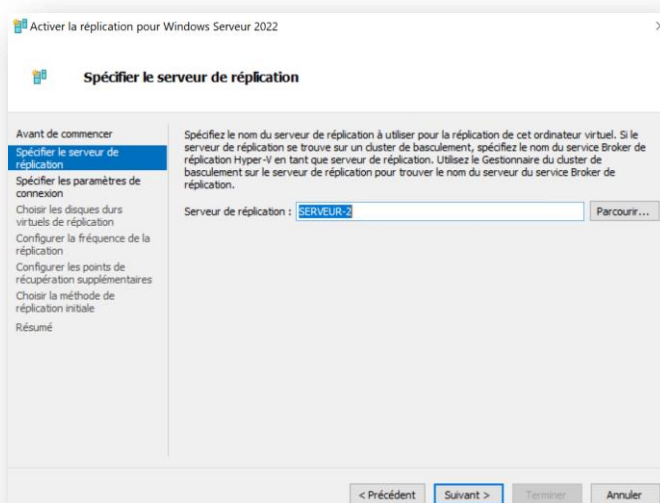 Activer la réplication pour Windows Serveur 2022
Spécifier le serveur de réplication
Avant de commencer
Spécifier le serveur de
réplication
Spécifier les paramètres de
connexion
Choisir les disques durs
virtuels de réplication
Configurer la fréquence de la
réplication
Configurer les points de
récupération supplémentaires
Choisir la méthode de
réplication initiale
Résumé
Spécifiez le nom du serveur de réplication à utiliser pour la réplication de cet ordinateur virtuel. Si le
serveur de réplication se trouve sur un cluster de basculement, spécifiez le nom du service Broker de
réplication Hyper-V en tant que serveur de réplication. Utilisez le Gestionnaire du cluster de
basculement sur le serveur de réplication pour trouver le nom du serveur du service Broker de
réplication.
Serveur de réplication : SERVEUR-2 Parcourir...
< Précédent Suivant > Terminer Annuler